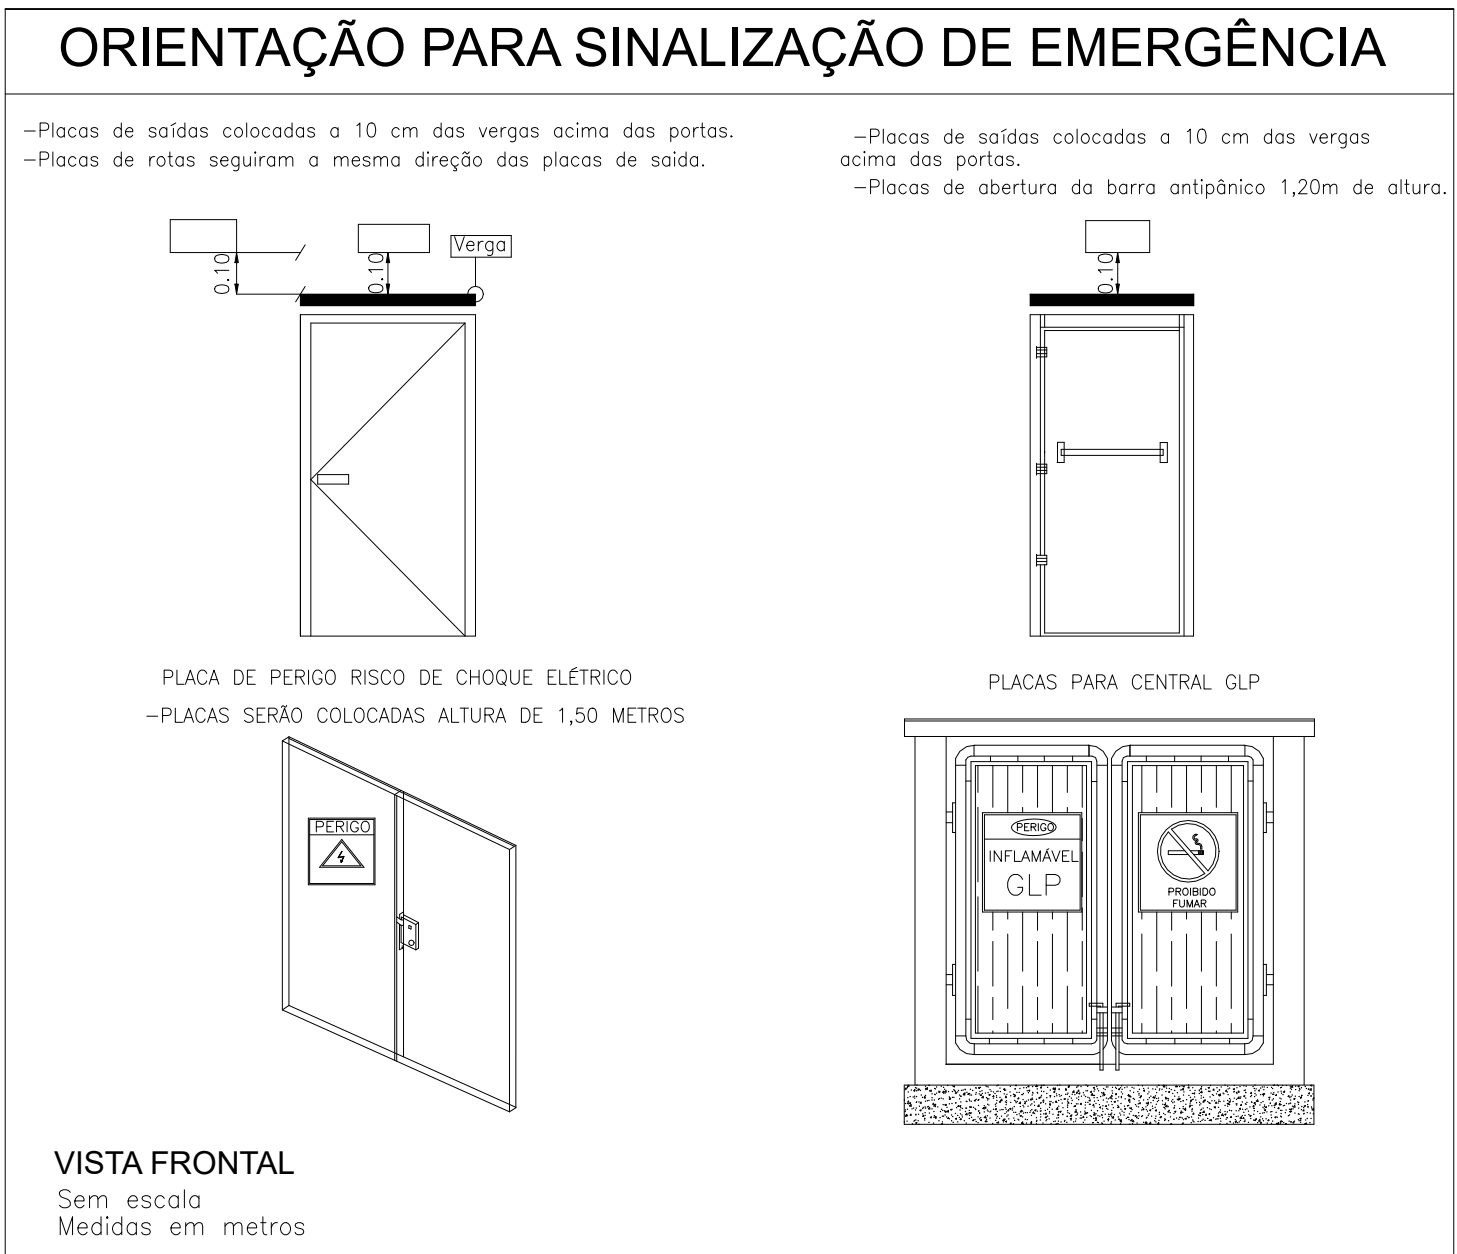 ORIENTAÇÃO PARA SINALIZAÇÃO DE EMERGÊNCIA
-Placas de saídas colocadas a 10 cm das vergas acima das portas.
-Placas de rotas seguiram a mesma direção das placas de saida.
-Placas de saídas colocadas a 10 cm das vergas
acima das portas.
-Placas de abertura da barra antipânico 1,20m de altura.
0.10
0.10
Verga
0.10
PLACA DE PERIGO RISCO DE CHOQUE ELÉTRICO
-PLACAS SERÃO COLOCADAS ALTURA DE 1,50 METROS
PERIGO
PLACAS PARA CENTRAL GLP
PERIGO
INFLAMÁVEL
GLP
PROIBIDO
FUMAR
VISTA FRONTAL
Sem escala
Medidas em metros